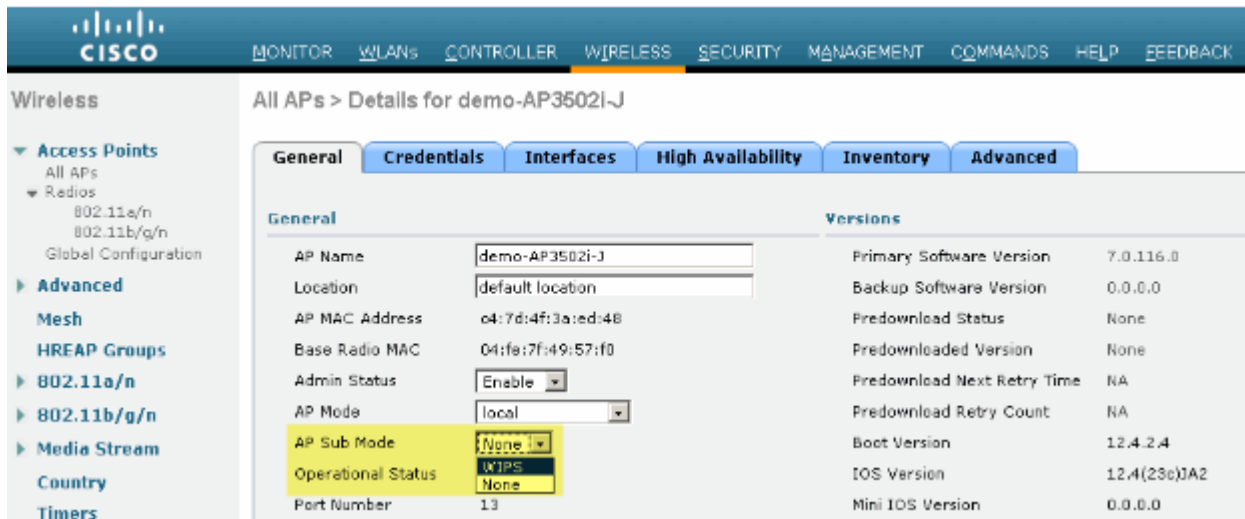 CISCO
MONITOR WLANs CONTROLLER WIRELESS SECURITY MANAGEMENT COMMANDS HELP FEEDBACK
Wireless
Access Points
All APs
Radios
802.11a/n
802.11b/g/n
Global Configuration
Advanced
Mesh
HREAP Groups
802.11a/n
802.11b/g/n
Media Stream
Country
Timers
All APs > Details for demo-AP3502i-J
General Credentials Interfaces High Availability Inventory Advanced
General
AP Name demo-AP3502i-J
Location default location
AP MAC Address c4:7d:4f:3a:ed:48
Base Radio MAC 04:fe:7f:49:57:f0
Admin Status Enable
AP Mode local
AP Sub Mode None
WIPS
Operational Status None
Port Number 13
Versions
Primary Software Version 7.0.116.0
Backup Software Version 0.0.0.0
Predownload Status None
Predownloaded Version None
Predownload Next Retry Time NA
Predownload Retry Count NA
Boot Version 12.4.2.4
IOS Version 12.4(23c)JA2
Mini IOS Version 0.0.0.0